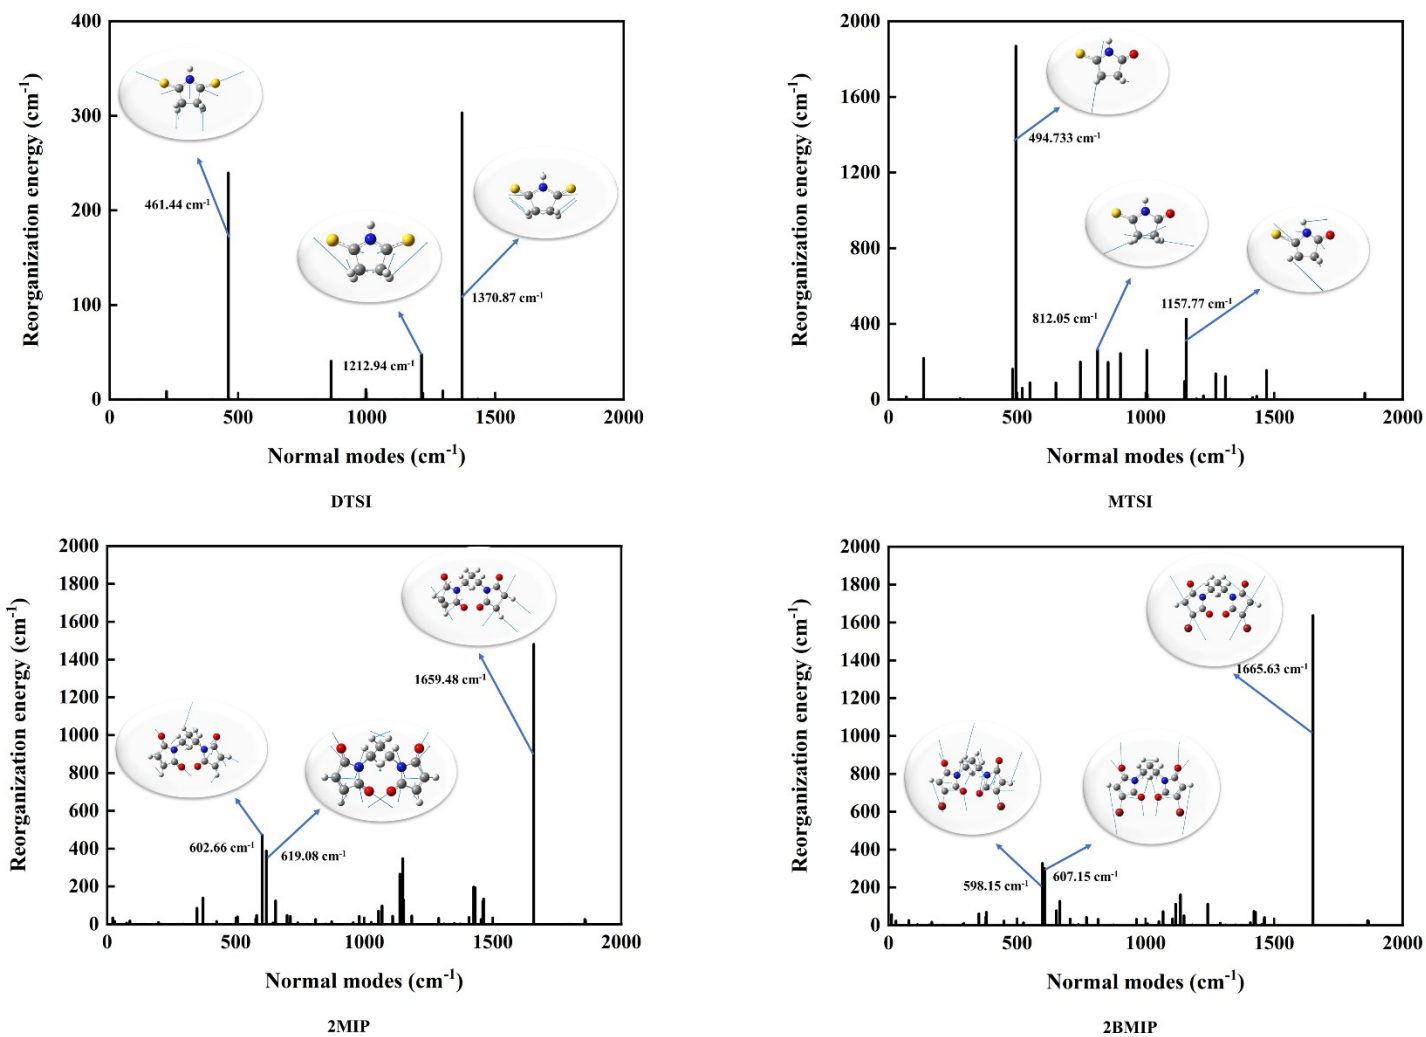 400
300
200
100
0
Reorganization energy (cm⁻¹)
461.44 cm⁻¹
1212.94 cm⁻¹
1370.87 cm⁻¹
0 500 1000 1500 2000
Normal modes (cm⁻¹)
DTSI
2000
1600
1200
800
400
0
Reorganization energy (cm⁻¹)
494.733 cm⁻¹
812.05 cm⁻¹
1157.77 cm⁻¹
0 500 1000 1500 2000
Normal modes (cm⁻¹)
MTSI
2000
1800
1600
1400
1200
1000
800
600
400
200
0
Reorganization energy (cm⁻¹)
1659.48 cm⁻¹
602.66 cm⁻¹
619.08 cm⁻¹
0 500 1000 1500 2000
Normal modes (cm⁻¹)
2MIP
2000
1800
1600
1400
1200
1000
800
600
400
200
0
Reorganization energy (cm⁻¹)
1665.63 cm⁻¹
598.15 cm⁻¹
607.15 cm⁻¹
0 500 1000 1500 2000
Normal modes (cm⁻¹)
2BMIP